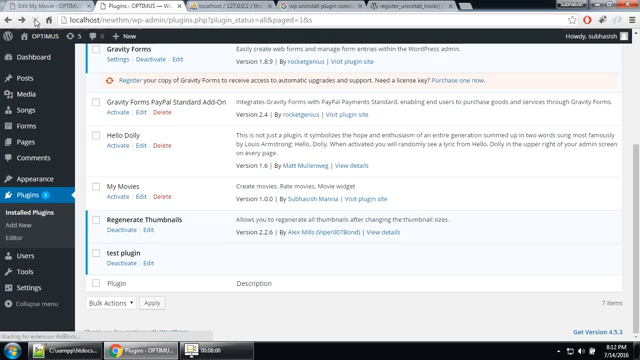 Edit My Movie - OPTIMUS
Plugins - OPTIMUS — W
localhost / 127.0.0.1 /
wp uninstall plugin const
register_uninstall_hook()
Subhasish
localhost/newthm/wp-admin/plugins.php?plugin_status=all&paged=1&s
OPTIMUS 5 0 + New Howdy, subhasish
Dashboard
Posts
Media
Songs
Forms
Pages
Comments
Appearance
Plugins 1
Installed Plugins
Add New
Editor
Users
Tools
Settings
Collapse menu
Gravity Forms Easily create web forms and manage form entries within the WordPress admin.
Settings | Deactivate | Edit Version 1.8.9 | By rocketgenius | Visit plugin site
Register your copy of Gravity Forms to receive access to automatic upgrades and support. Need a license key? Purchase one now.
Gravity Forms PayPal Standard Add-On Integrates Gravity Forms with PayPal Payments Standard, enabling end users to purchase goods and services through Gravity Forms.
Activate | Edit | Delete Version 2.4 | By rocketgenius | Visit plugin site
Hello Dolly This is not just a plugin, it symbolizes the hope and enthusiasm of an entire generation summed up in two words sung most famously
Activate | Edit | Delete by Louis Armstrong: Hello, Dolly. When activated you will randomly see a lyric from Hello, Dolly in the upper right of your admin screen
on every page.
Version 1.6 | By Matt Mullenweg | View details
My Movies Create movies, Rate movies, Movie widget
Activate | Edit | Delete Version 1.0.0 | By Subhasish Manna | Visit plugin site
Regenerate Thumbnails Allows you to regenerate all thumbnails after changing the thumbnail sizes.
Deactivate | Edit Version 2.2.6 | By Alex Mills (Viper007Bond) | View details
test plugin
Deactivate | Edit
Plugin Description
Bulk Actions Apply 7 items
Get Version 4.5.3
Waiting for extension AdBlock...
C:\xampp\htdocs...
Plugins - OPTIMUS...
00:08:00
8:12 PM
7/14/2016